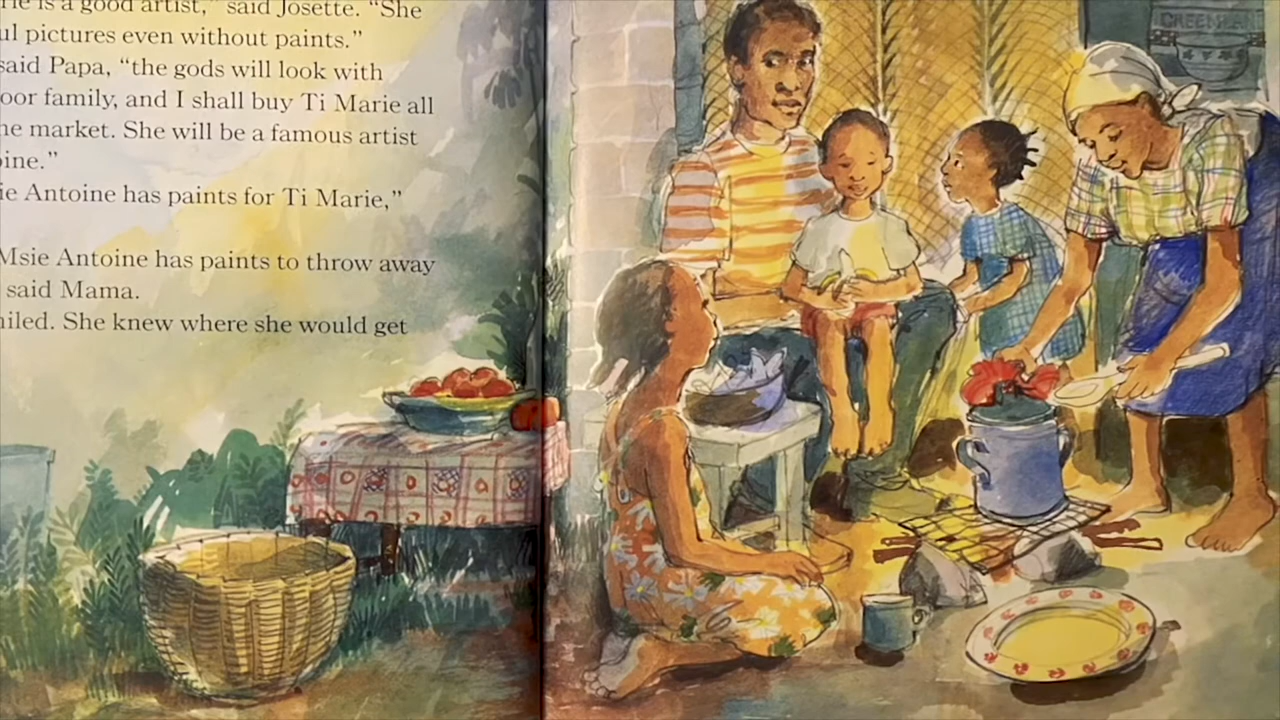 rie is a good artist,” said Josette. “She
ul pictures even without paints.”
said Papa, “the gods will look with
oor family, and I shall buy Ti Marie all
he market. She will be a famous artist
oine.”
ie Antoine has paints for Ti Marie,”
Msie Antoine has paints to throw away
said Mama.
niled. She knew where she would get